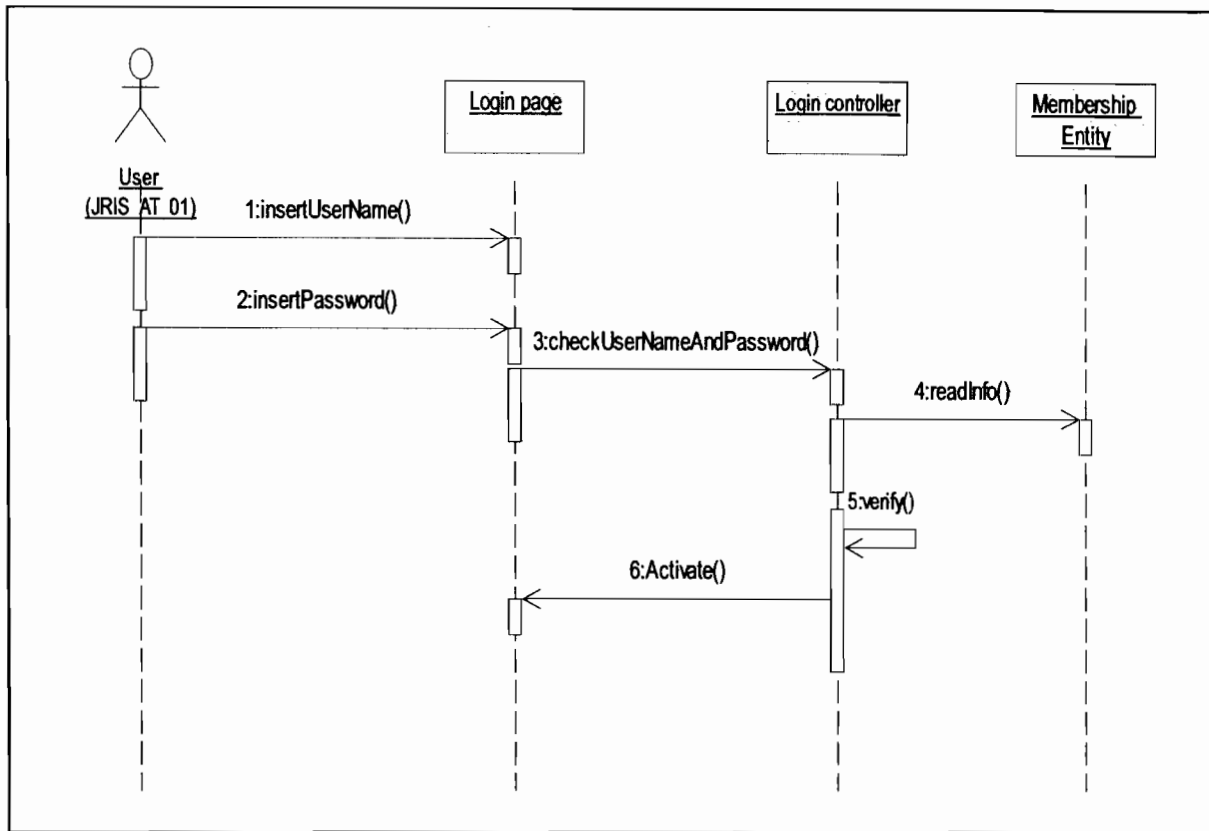 Login page
Login controller
Membership
Entity
User
(JRIS AT 01)
1:insertUserName()
2:insertPassword()
3:checkUserNameAndPassword()
4:readInfo()
5:verify()
6:Activate()